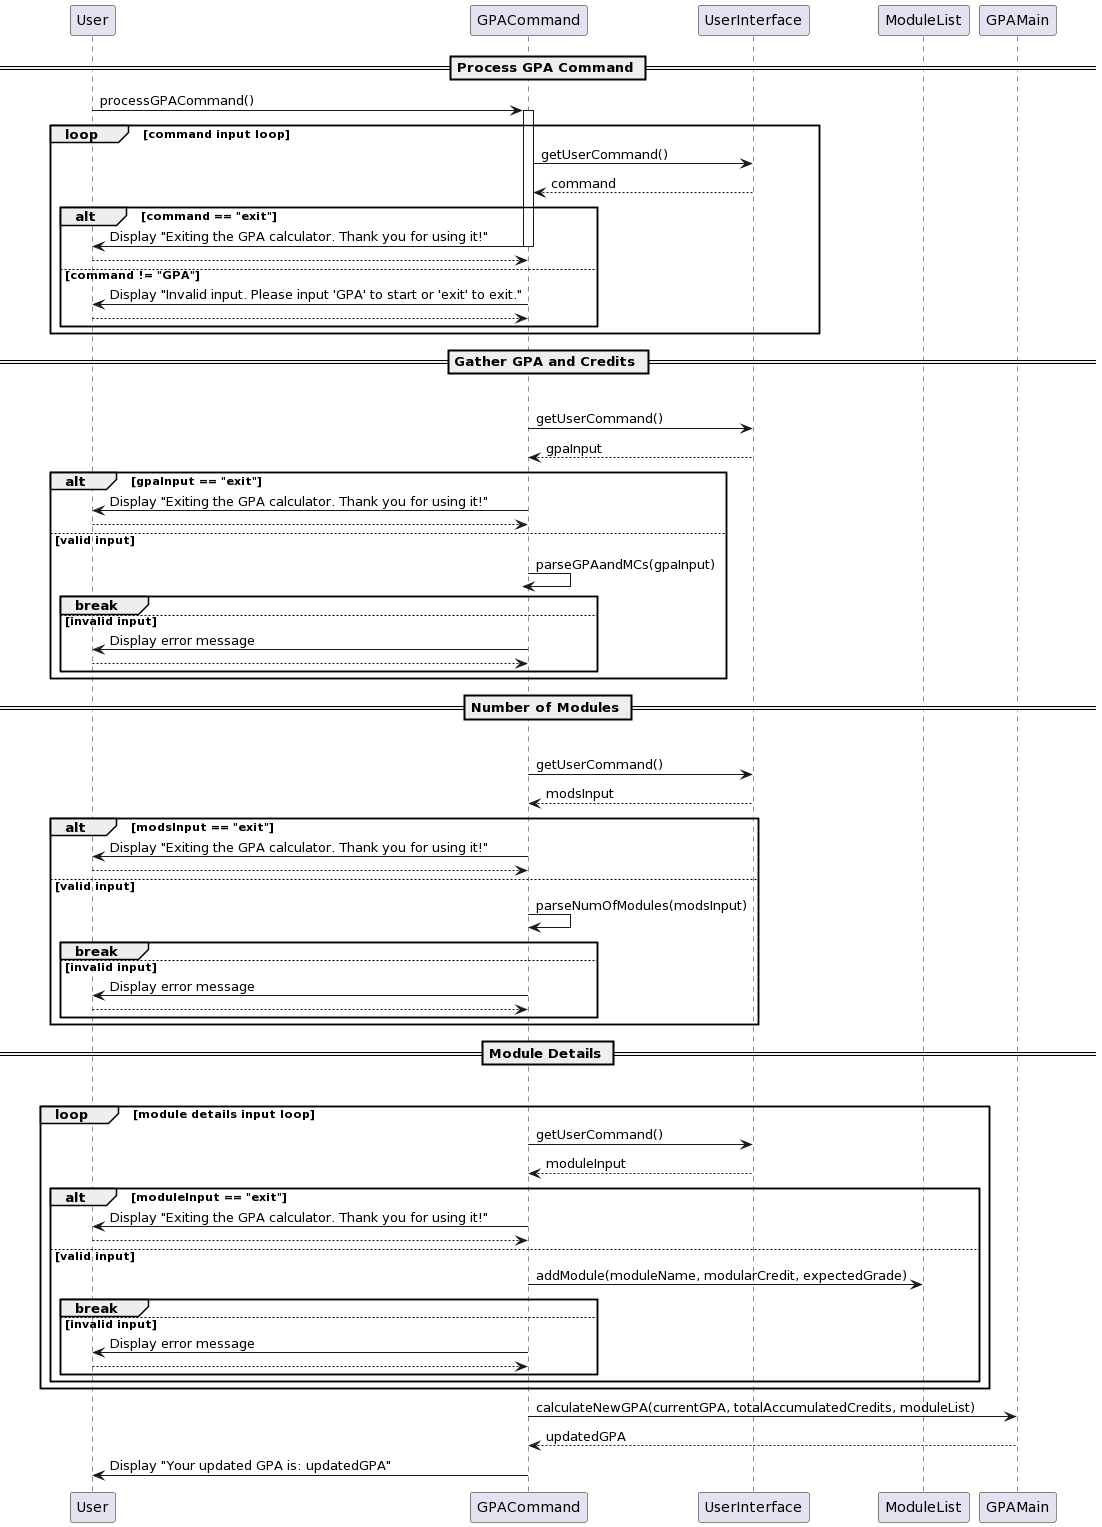 User GPACommand UserInterface ModuleList GPAMain
Process GPA Command
processGPACommand()
loop [command input loop]
getUserCommand()
command
alt [command == "exit"]
Display "Exiting the GPA calculator. Thank you for using it!"
[command != "GPA"]
Display "Invalid input. Please input 'GPA' to start or 'exit' to exit."
Gather GPA and Credits
getUserCommand()
gpaInput
alt [gpaInput == "exit"]
Display "Exiting the GPA calculator. Thank you for using it!"
[valid input]
parseGPAandMCs(gpaInput)
break
[invalid input]
Display error message
Number of Modules
getUserCommand()
modsInput
alt [modsInput == "exit"]
Display "Exiting the GPA calculator. Thank you for using it!"
[valid input]
parseNumOfModules(modsInput)
break
[invalid input]
Display error message
Module Details
loop [module details input loop]
getUserCommand()
moduleInput
alt [moduleInput == "exit"]
Display "Exiting the GPA calculator. Thank you for using it!"
[valid input]
addModule(moduleName, modularCredit, expectedGrade)
break
[invalid input]
Display error message
calculateNewGPA(currentGPA, totalAccumulatedCredits, moduleList)
updatedGPA
Display "Your updated GPA is: updatedGPA"
User GPACommand UserInterface ModuleList GPAMain